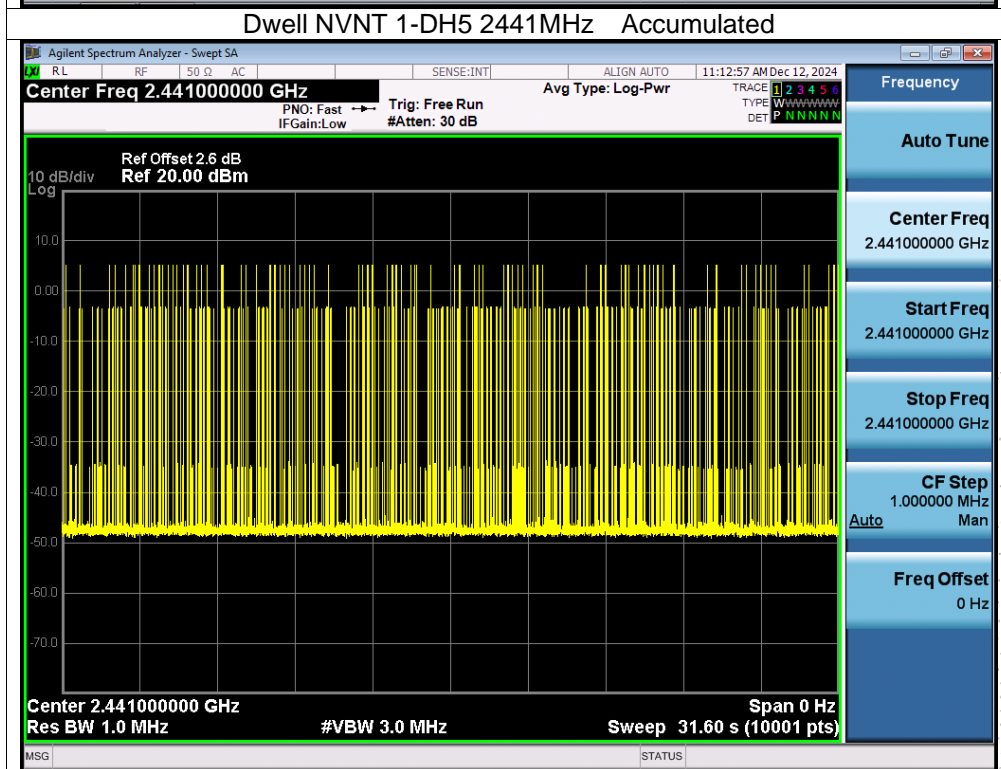 Dwell NVNT 1-DH5 2441MHz Accumulated
Agilent Spectrum Analyzer - Swept SA
LXI RL RF 50 Ω AC SENSE:INT ALIGN AUTO 11:12:57 AM Dec 12, 2024
Center Freq 2.441000000 GHz Avg Type: Log-Pwr TRACE 1 2 3 4 5 6
PNO: Fast Trig: Free Run TYPE WWWWWWW
IFGain:Low #Atten: 30 dB DET P N N N N N
Ref Offset 2.6 dB
10 dB/div Ref 20.00 dBm
Log
10.0
0.00
-10.0
-20.0
-30.0
-40.0
-50.0
-60.0
-70.0
Center 2.441000000 GHz Span 0 Hz
Res BW 1.0 MHz #VBW 3.0 MHz Sweep 31.60 s (10001 pts)
MSG STATUS
Frequency
Auto Tune
Center Freq
2.441000000 GHz
Start Freq
2.441000000 GHz
Stop Freq
2.441000000 GHz
CF Step
1.000000 MHz
Auto Man
Freq Offset
0 Hz